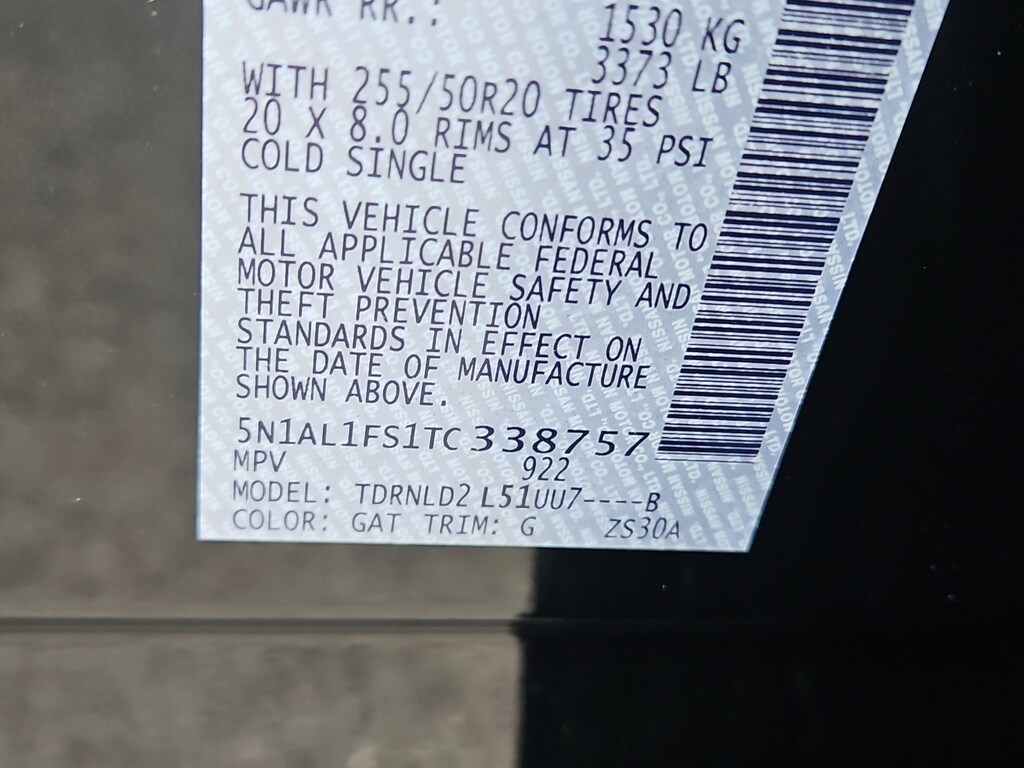 GAWR RR.:
1530 KG
3373 LB
WITH 255/50R20 TIRES
20 X 8.0 RIMS AT 35 PSI
COLD SINGLE
THIS VEHICLE CONFORMS TO
ALL APPLICABLE FEDERAL
MOTOR VEHICLE SAFETY AND
THEFT PREVENTION
STANDARDS IN EFFECT ON
THE DATE OF MANUFACTURE
SHOWN ABOVE.
5N1AL1FS1TC338757
MPV 922
MODEL: TDRNLD2 L51UU7----B
COLOR: GAT TRIM: G ZS30A